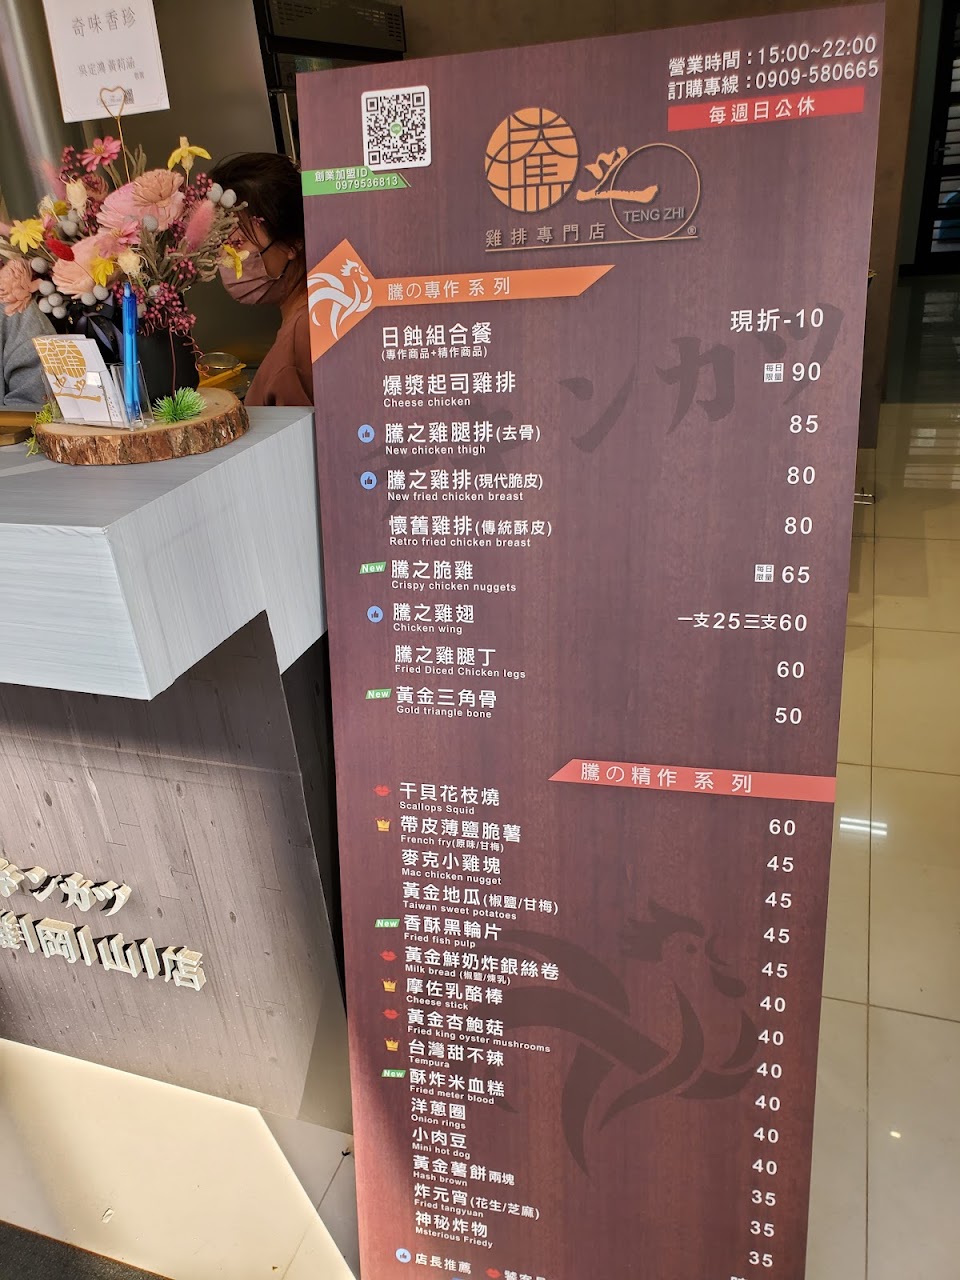 奇味香珍
吳定鴻 黃莉涵
營業時間：15:00~22:00
訂購專線：0909-580665
每週日公休
創業加盟ID
0979536813
騰之
TENG ZHI
雞排專門店®
騰の專作系列
日蝕組合餐 現折-10
(專作商品+精作商品)
爆漿起司雞排 每日限量 90
Cheese chicken
騰之雞腿排(去骨) 85
New chicken thigh
騰之雞排(現代脆皮) 80
New fried chicken breast
懷舊雞排(傳統酥皮) 80
Retro fried chicken breast
New 騰之脆雞 每日限量 65
Crispy chicken nuggets
騰之雞翅 一支25三支60
Chicken wing
騰之雞腿丁 60
Fried Diced Chicken legs
New 黃金三角骨 50
Gold triangle bone
騰の精作系列
干貝花枝燒 60
Scallops Squid
帶皮薄鹽脆薯 45
French fry(原味/甘梅)
麥克小雞塊 45
Mac chicken nugget
黃金地瓜(椒鹽/甘梅) 45
Taiwan sweet potatoes
New 香酥黑輪片 45
Fried fish pulp
黃金鮮奶炸銀絲卷 40
Milk bread (椒鹽/煉乳)
摩佐乳酪棒 40
Cheese stick
黃金杏鮑菇 40
Fried king oyster mushrooms
台灣甜不辣 40
Tempura
New 酥炸米血糕 40
Fried meter blood
洋蔥圈 40
Onion rings
小肉豆 35
Mini hot dog
黃金薯餅兩塊 35
Hash brown
炸元宵(花生/芝麻) 35
Fried tangyuan
神秘炸物
Msterious Friedy
店長推薦
キンカツ
岡山店